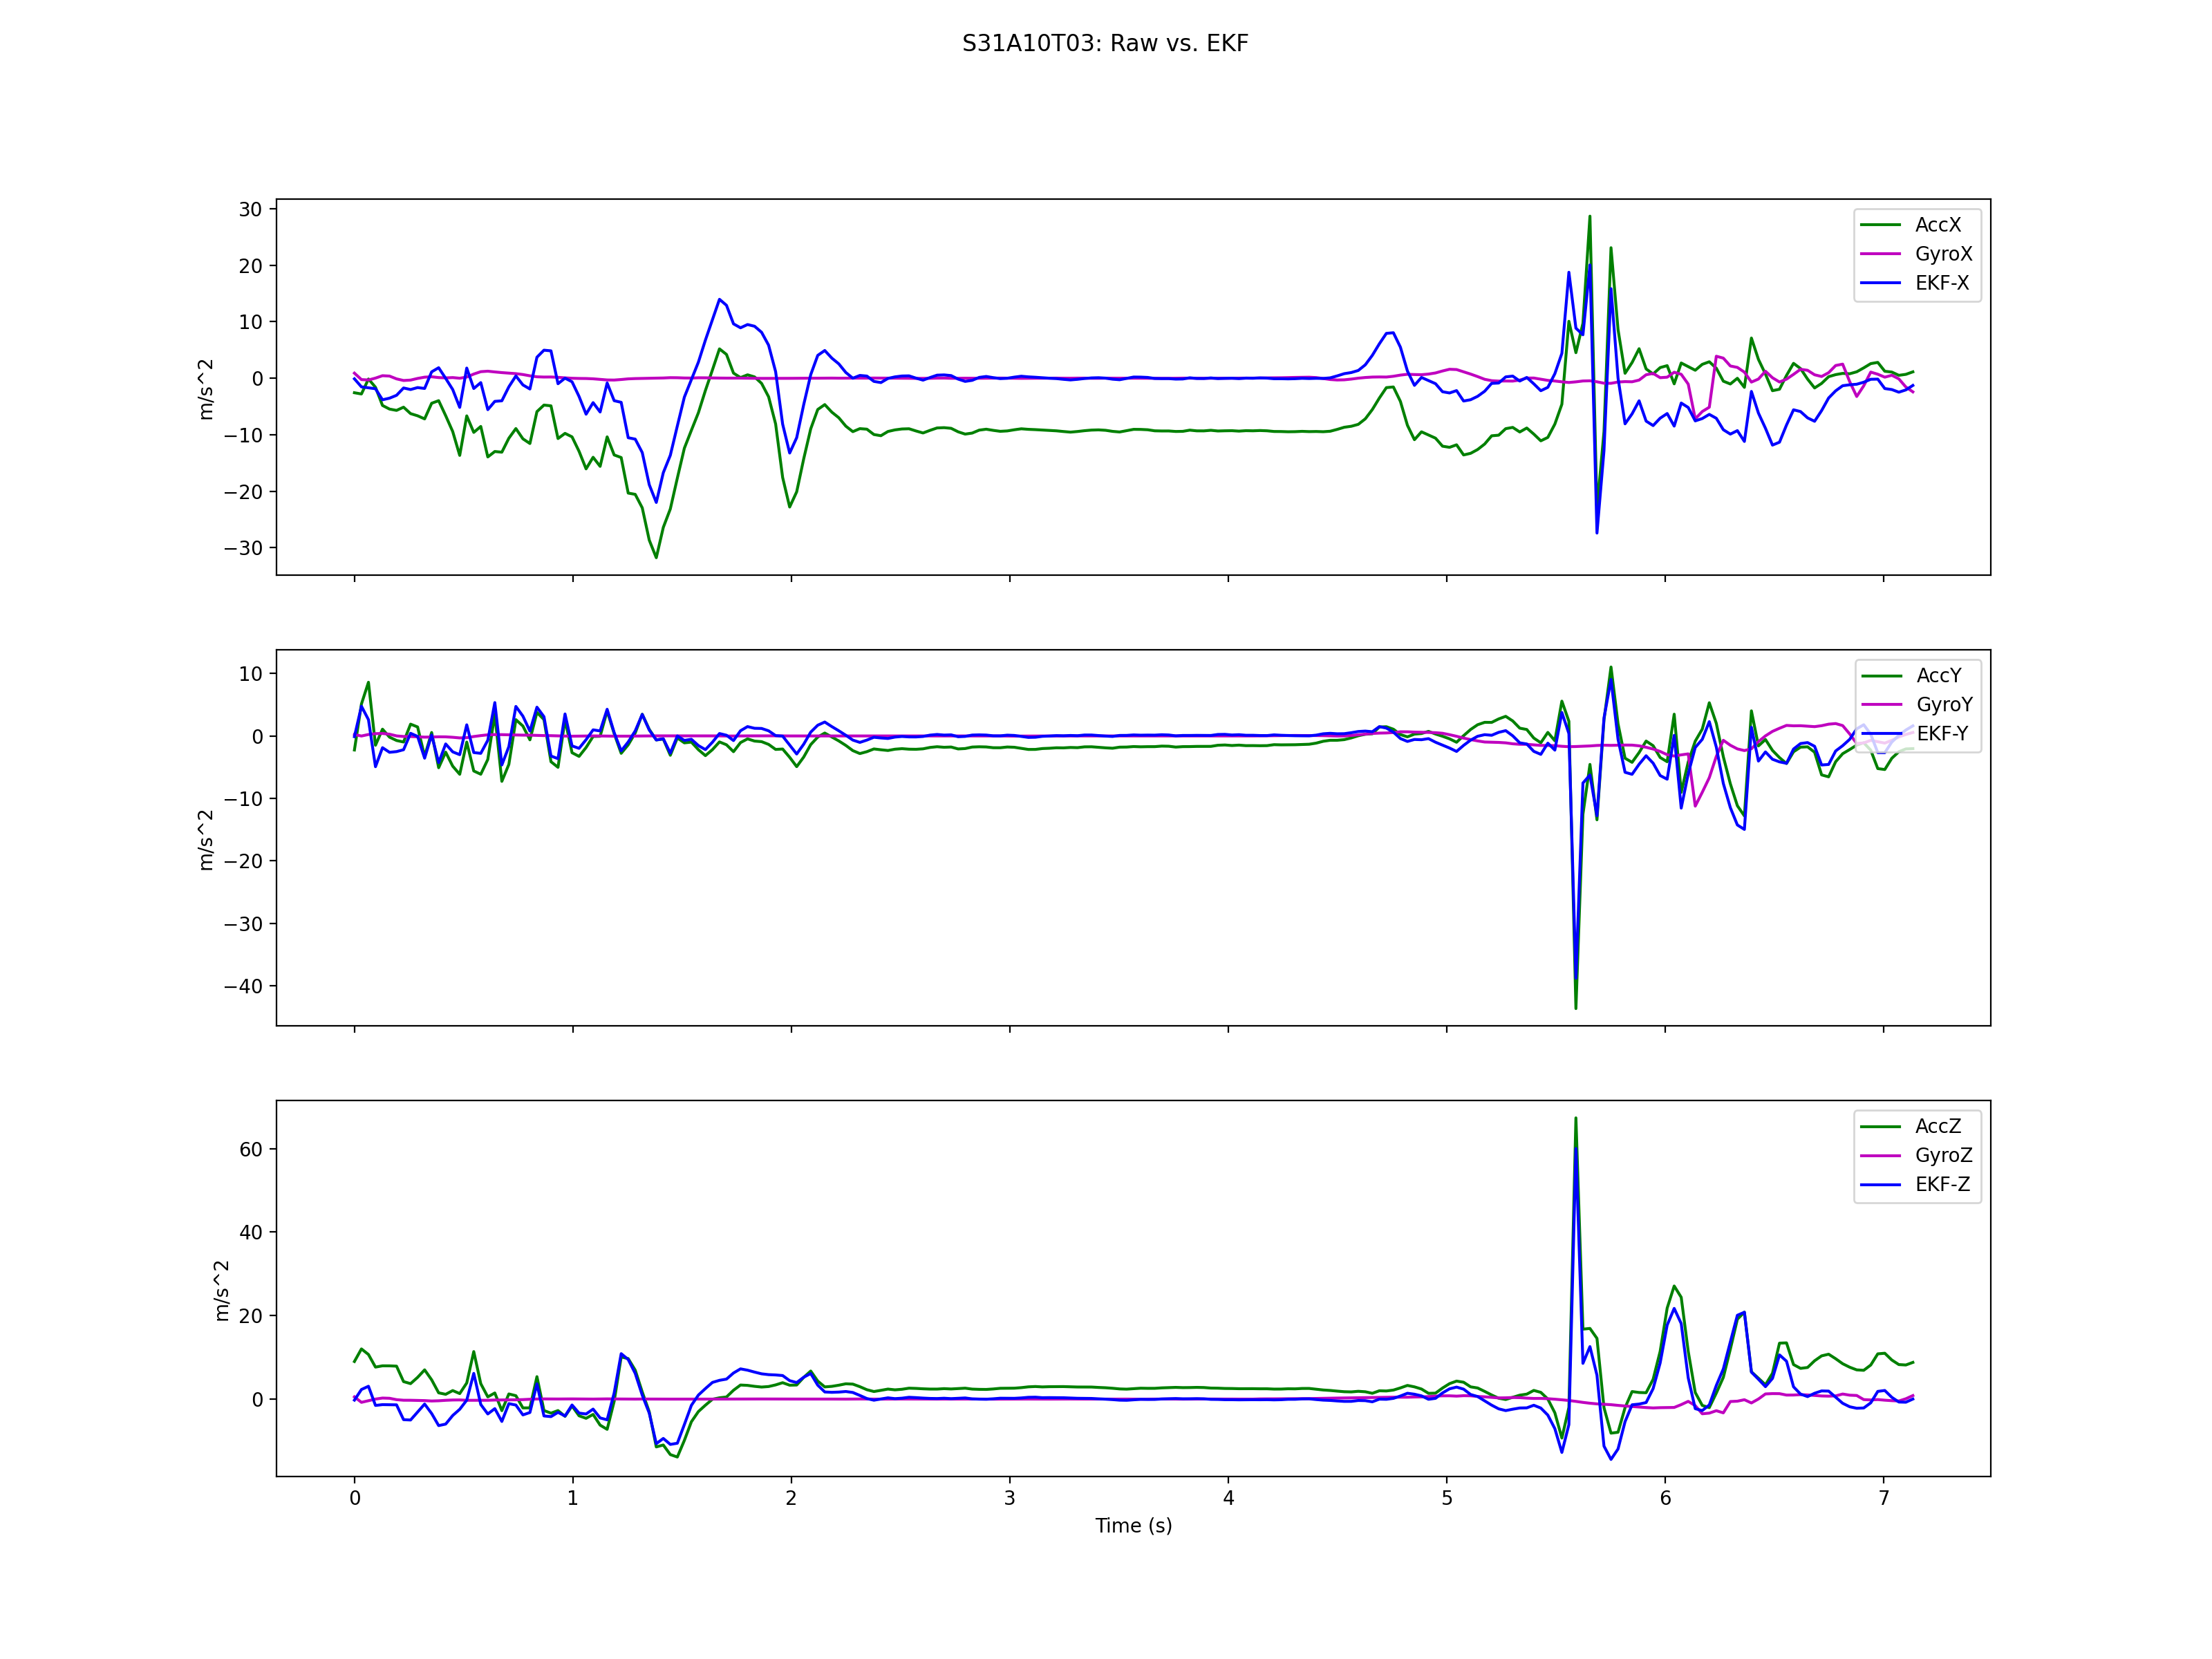 S31A10T03: Raw vs. EKF
30
20
10
0
−10
−20
−30
m/s^2
AccX
GyroX
EKF-X
10
0
−10
−20
−30
−40
m/s^2
AccY
GyroY
EKF-Y
60
40
20
0
m/s^2
AccZ
GyroZ
EKF-Z
0 1 2 3 4 5 6 7
Time (s)